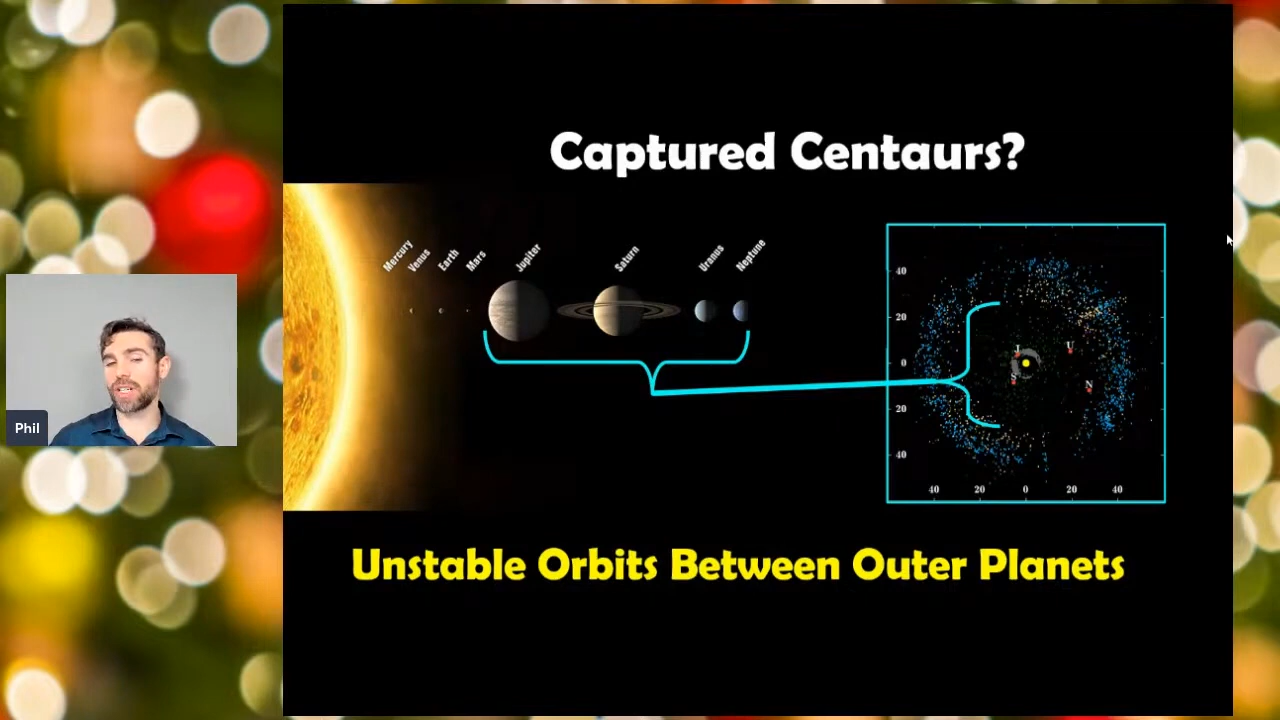 Captured Centaurs?
Mercury
Venus
Earth
Mars
Jupiter
Saturn
Uranus
Neptune
40
20
0
20
40
J
S
U
N
40 20 0 20 40
Phil
Unstable Orbits Between Outer Planets